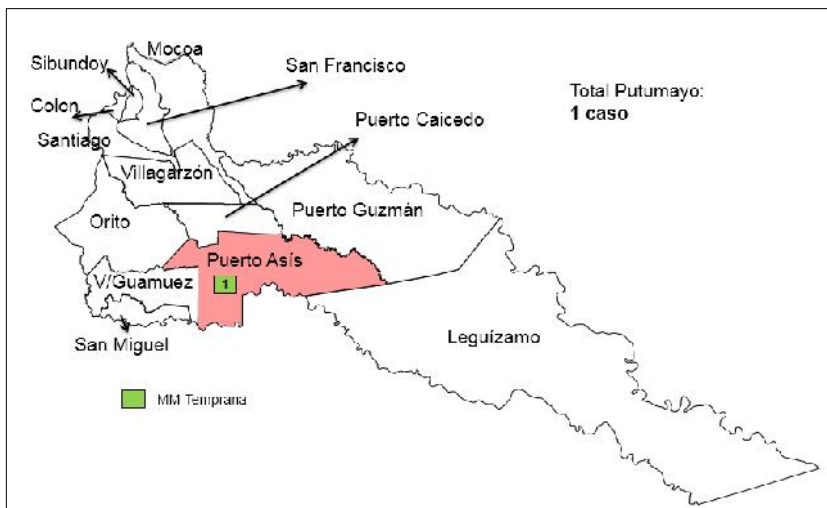 Mocoa
Sibundoy
San Francisco
Total Putumayo:
1 caso
Colon
Puerto Caicedo
Santiago
Villagarzón
Orito
Puerto Guzmán
Puerto Asís
V/Guamuez
1
San Miguel
Leguízamo
MM Temprana